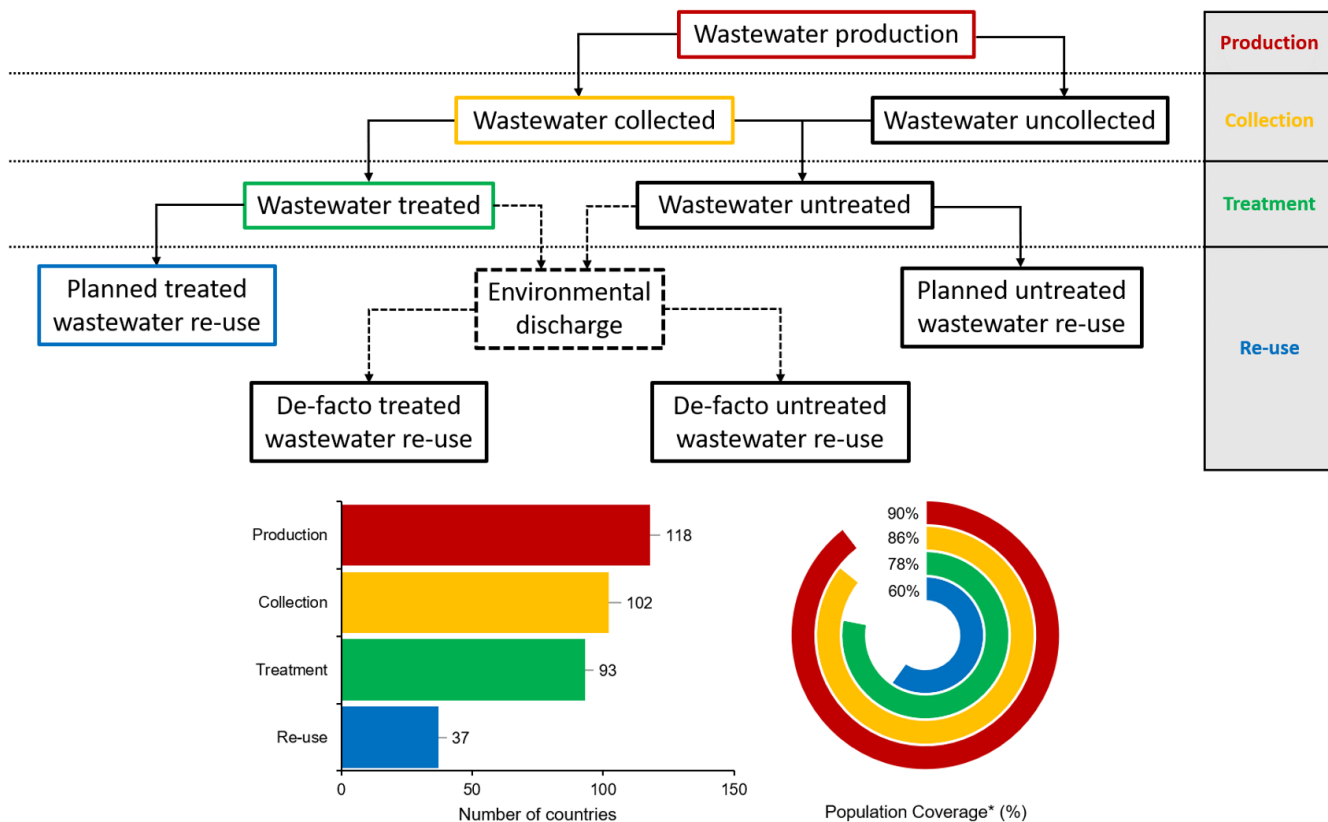 Wastewater production
Production
Wastewater collected
Wastewater uncollected
Collection
Wastewater treated
Wastewater untreated
Treatment
Planned treated
wastewater re-use
Environmental
discharge
Planned untreated
wastewater re-use
Re-use
De-facto treated
wastewater re-use
De-facto untreated
wastewater re-use
Production
118
Collection
102
Treatment
93
Re-use
37
0
50
100
150
Number of countries
90%
86%
78%
60%
Population Coverage* (%)